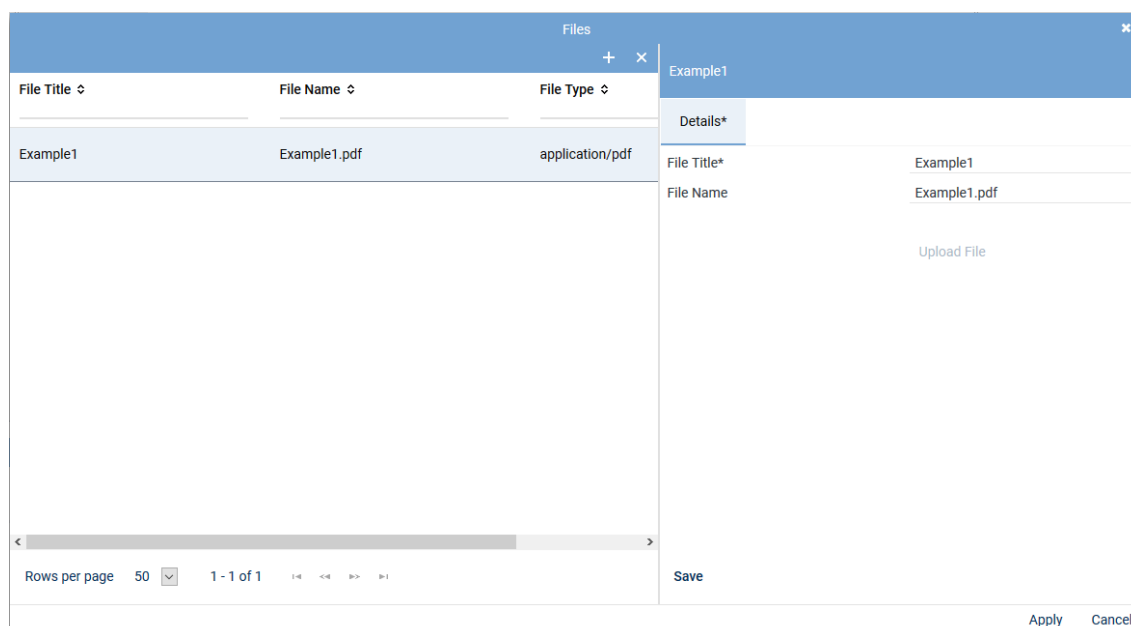 Files
Example1
File Title File Name File Type
Details*
Example1 Example1.pdf application/pdf
File Title* Example1
File Name Example1.pdf
Upload File
Rows per page 50 1 - 1 of 1
Save
Apply Cancel